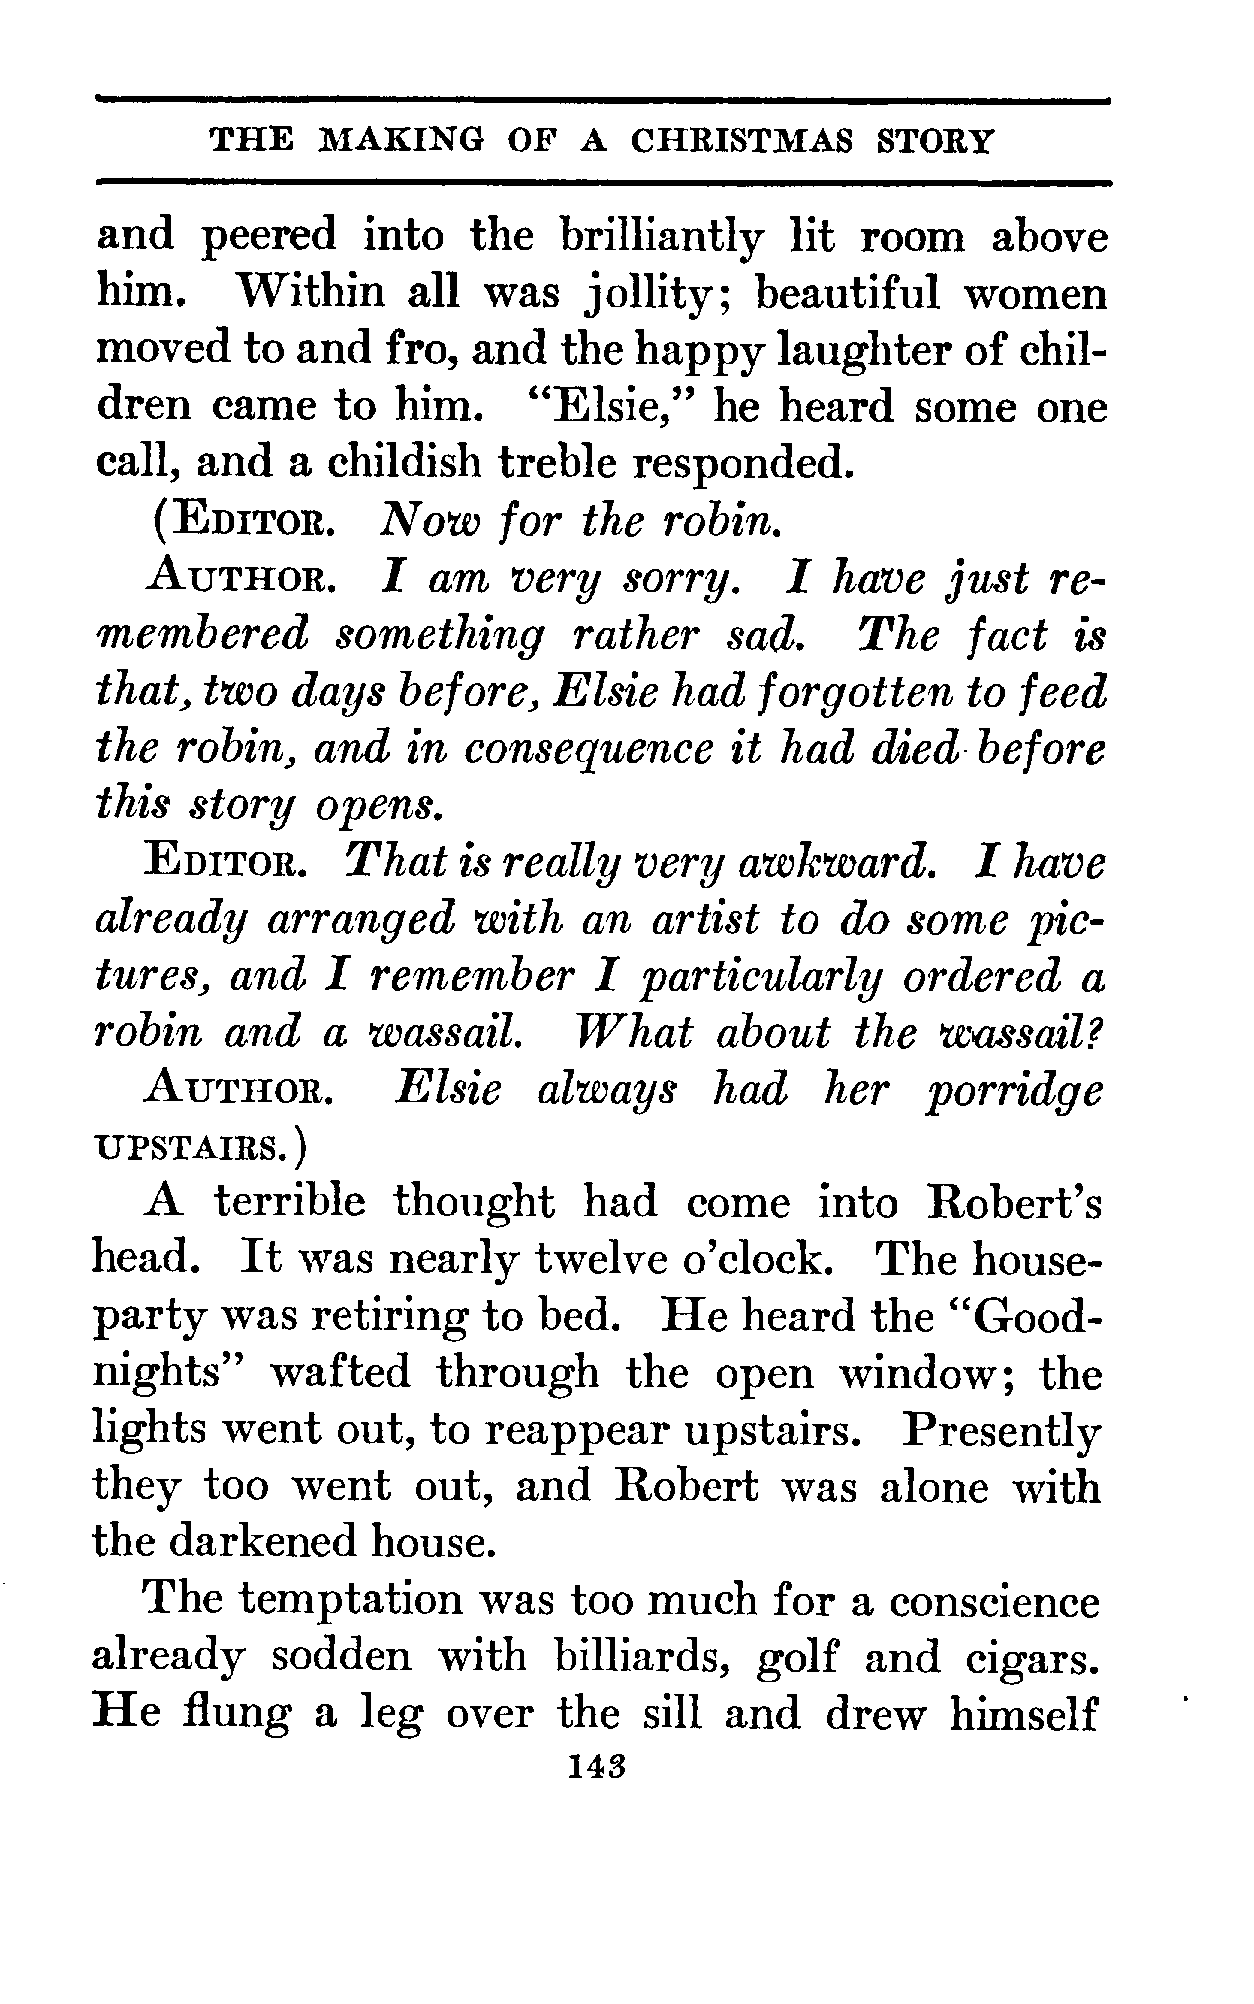 THE MAKING OF A CHRISTMAS STORY
and peered into the brilliantly lit room above
him. Within all was jollity; beautiful women
moved to and fro, and the happy laughter of chil-
dren came to him. “Elsie,” he heard some one
call, and a childish treble responded.
(EDITOR. Now for the robin.
AUTHOR. I am very sorry. I have just re-
membered something rather sad. The fact is
that, two days before, Elsie had forgotten to feed
the robin, and in consequence it had died before
this story opens.
EDITOR. That is really very awkward. I have
already arranged with an artist to do some pic-
tures, and I remember I particularly ordered a
robin and a wassail. What about the wassail?
AUTHOR. Elsie always had her porridge
UPSTAIRS.)
A terrible thought had come into Robert’s
head. It was nearly twelve o’clock. The house-
party was retiring to bed. He heard the “Good-
nights” wafted through the open window; the
lights went out, to reappear upstairs. Presently
they too went out, and Robert was alone with
the darkened house.
The temptation was too much for a conscience
already sodden with billiards, golf and cigars.
He flung a leg over the sill and drew himself
143